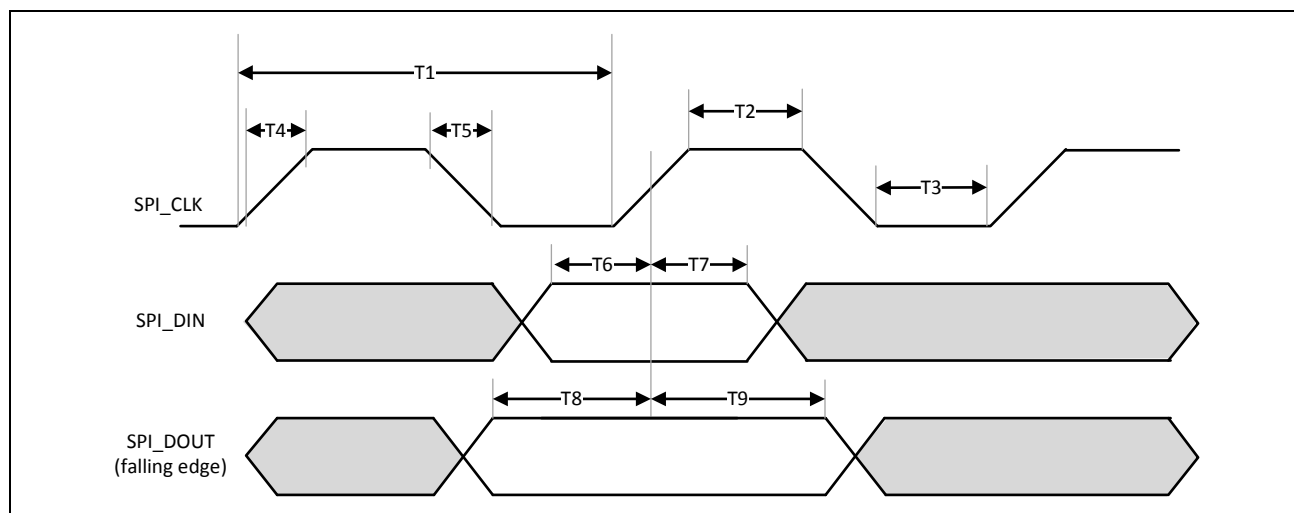 T1
T4
T5
T2
SPI_CLK
T3
T6
T7
SPI_DIN
T8
T9
SPI_DOUT
(falling edge)